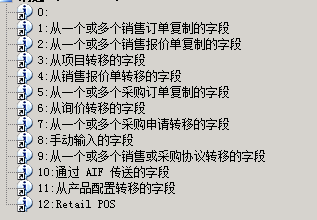 0:
1:从一个或多个销售订单复制的字段
2:从一个或多个销售报价单复制的字段
3:从项目转移的字段
4:从销售报价单转移的字段
5:从一个或多个采购订单复制的字段
6:从询价转移的字段
7:从一个或多个采购申请转移的字段
8:手动输入的字段
9:从一个或多个销售或采购协议转移的字段
10:通过 AIF 传送的字段
11:从产品配置转移的字段
12:Retail POS